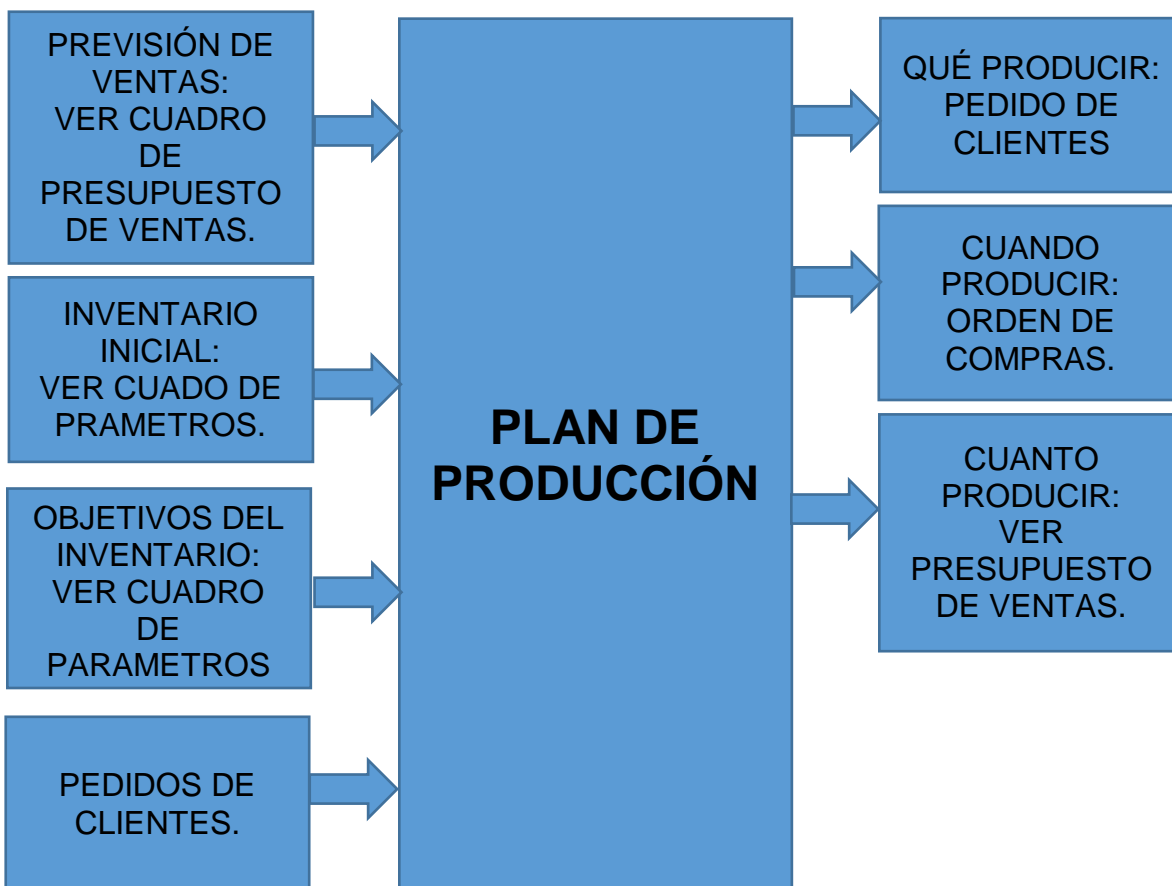 PREVISIÓN DE
VENTAS:
VER CUADRO
DE
PRESUPUESTO
DE VENTAS.
INVENTARIO
INICIAL:
VER CUADO DE
PRAMETROS.
OBJETIVOS DEL
INVENTARIO:
VER CUADRO
DE
PARAMETROS
PEDIDOS DE
CLIENTES.
PLAN DE
PRODUCCIÓN
QUÉ PRODUCIR:
PEDIDO DE
CLIENTES
CUANDO
PRODUCIR:
ORDEN DE
COMPRAS.
CUANTO
PRODUCIR:
VER
PRESUPUESTO
DE VENTAS.